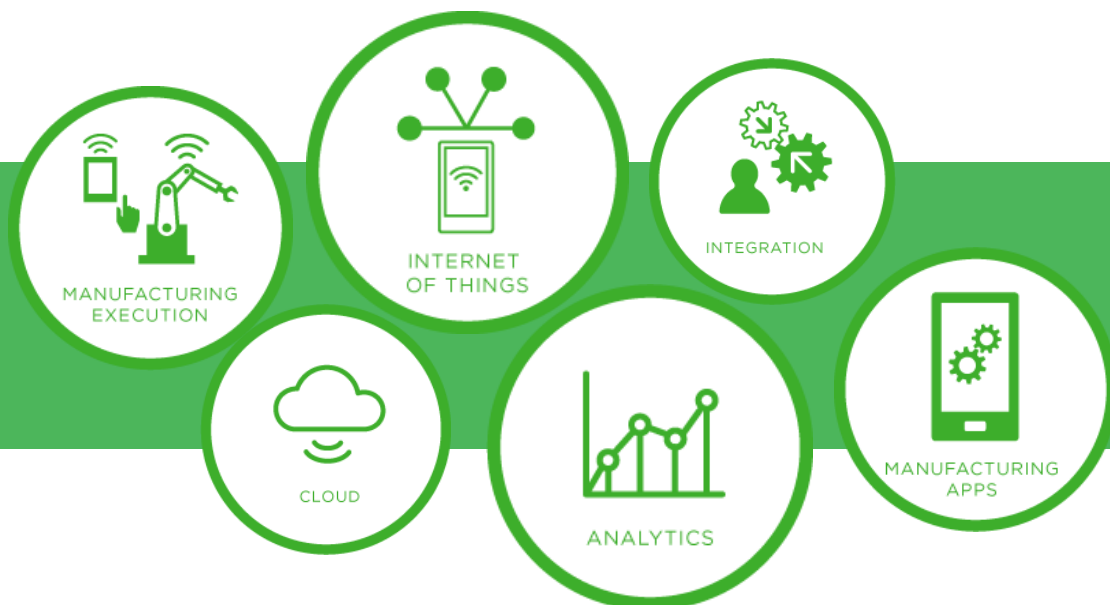 MANUFACTURING
EXECUTION
INTERNET
OF THINGS
INTEGRATION
CLOUD
ANALYTICS
MANUFACTURING
APPS